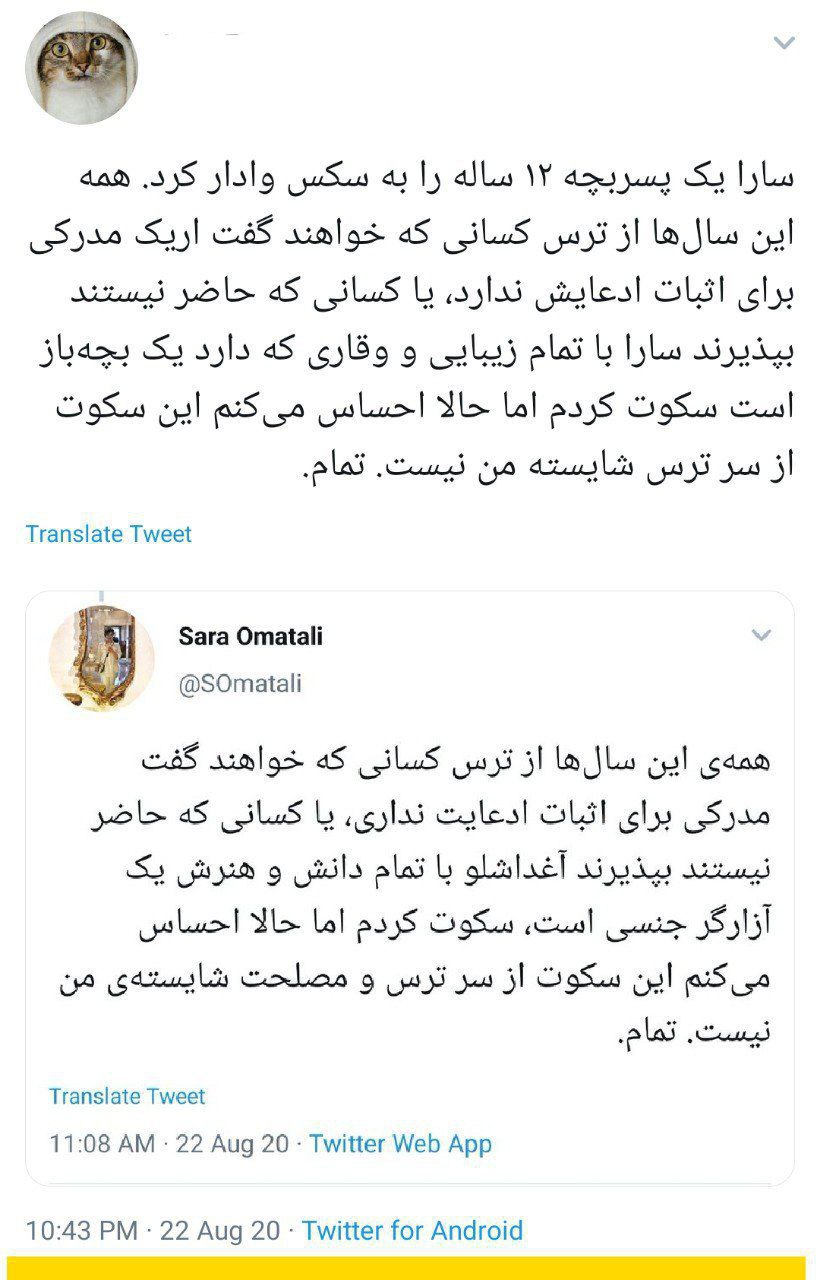 سارا یک پسربچه ۱۲ ساله را به سکس وادار کرد. همه
این سال‌ها از ترس کسانی که خواهند گفت اریک مدرکی
برای اثبات ادعایش ندارد، یا کسانی که حاضر نیستند
بپذیرند سارا با تمام زیبایی و وقاری که دارد یک بچه‌باز
است سکوت کردم اما حالا احساس می‌کنم این سکوت
از سر ترس شایسته من نیست. تمام.
Translate Tweet
Sara Omatali
@SOmatali
همه‌ی این سال‌ها از ترس کسانی که خواهند گفت
مدرکی برای اثبات ادعایت نداری، یا کسانی که حاضر
نیستند بپذیرند آغداشلو با تمام دانش و هنرش یک
آزارگر جنسی است، سکوت کردم اما حالا احساس
می‌کنم این سکوت از سر ترس و مصلحت شایسته‌ی من
نیست. تمام.
Translate Tweet
11:08 AM · 22 Aug 20 · Twitter Web App
10:43 PM · 22 Aug 20 · Twitter for Android